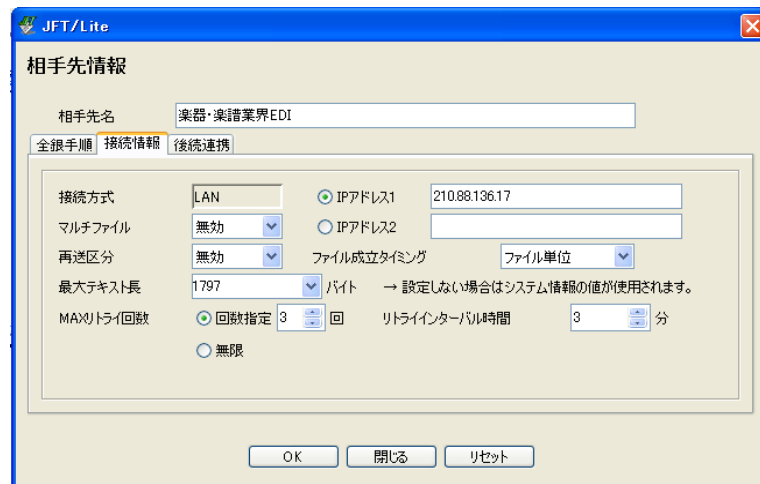 JFT/Lite
相手先情報
相手先名 楽器・楽譜業界EDI
全銀手順 接続情報 後続連携
接続方式 LAN IPアドレス1 210.88.136.17
マルチファイル 無効 IPアドレス2
再送区分 無効 ファイル成立タイミング ファイル単位
最大テキスト長 1797 バイト → 設定しない場合はシステム情報の値が使用されます。
MAXリトライ回数 回数指定 3 回 リトライインターバル時間 3 分
無限
OK 閉じる リセット